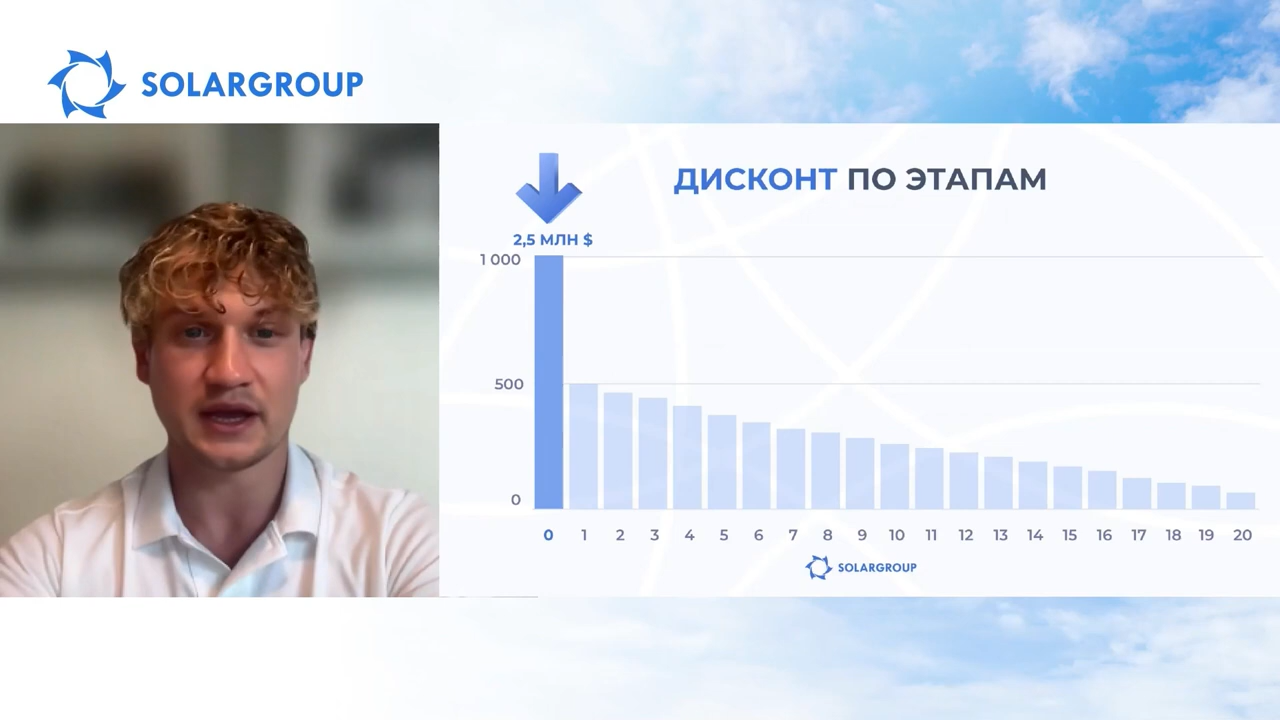 SOLARGROUP
ДИСКОНТ ПО ЭТАПАМ
2,5 МЛН $
1 000
500
0
0 1 2 3 4 5 6 7 8 9 10 11 12 13 14 15 16 17 18 19 20
SOLARGROUP